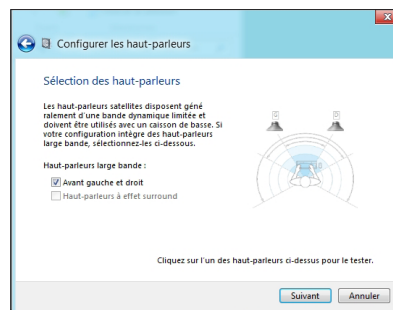 Configurer les haut-parleurs
Sélection des haut-parleurs
Les haut-parleurs satellites disposent géné
ralement d'une bande dynamique limitée et
doivent être utilisés avec un caisson de basse. Si
votre configuration intègre des haut-parleurs
large bande, sélectionnez-les ci-dessous.
Haut-parleurs large bande :
Avant gauche et droit
Haut-parleurs à effet surround
Cliquez sur l'un des haut-parleurs ci-dessus pour le tester.
Suivant
Annuler